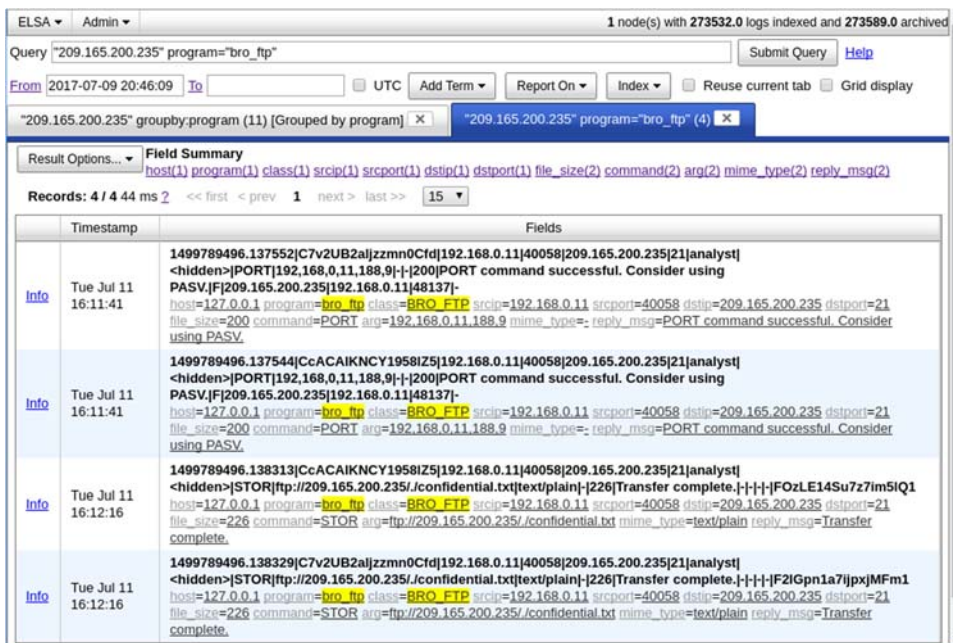 ELSA ▾ Admin ▾ 1 node(s) with 273532.0 logs indexed and 273589.0 archived
Query "209.165.200.235" program="bro_ftp" Submit Query Help
From 2017-07-09 20:46:09 To UTC Add Term ▾ Report On ▾ Index ▾ Reuse current tab Grid display
"209.165.200.235" groupby:program (11) [Grouped by program] X "209.165.200.235" program="bro_ftp" (4) X
Result Options... ▾ Field Summary
host(1) program(1) class(1) srcip(1) srcport(1) dstip(1) dstport(1) file_size(2) command(2) arg(2) mime_type(2) reply_msg(2)
Records: 4 / 4 44 ms ? << first < prev 1 next > last >> 15 ▾
Timestamp Fields
1499789496.137552|C7v2UB2aljzzmn0Cfd|192.168.0.11|40058|209.165.200.235|21|analyst|
<hidden>|PORT|192,168,0,11,188,9|-|-|200|PORT command successful. Consider using
PASV.|F|209.165.200.235|192.168.0.11|48137|-
Info Tue Jul 11 16:11:41
host=127.0.0.1 program=bro_ftp class=BRO_FTP srcip=192.168.0.11 srcport=40058 dstip=209.165.200.235 dstport=21
file_size=200 command=PORT arg=192,168,0,11,188,9 mime_type=- reply_msg=PORT command successful. Consider
using PASV.
1499789496.137544|CcACAIKNCY1958IZ5|192.168.0.11|40058|209.165.200.235|21|analyst|
<hidden>|PORT|192,168,0,11,188,9|-|-|200|PORT command successful. Consider using
PASV.|F|209.165.200.235|192.168.0.11|48137|-
Info Tue Jul 11 16:11:41
host=127.0.0.1 program=bro_ftp class=BRO_FTP srcip=192.168.0.11 srcport=40058 dstip=209.165.200.235 dstport=21
file_size=200 command=PORT arg=192,168,0,11,188,9 mime_type=- reply_msg=PORT command successful. Consider
using PASV.
1499789496.138313|CcACAIKNCY1958IZ5|192.168.0.11|40058|209.165.200.235|21|analyst|
<hidden>|STOR|ftp://209.165.200.235/./confidential.txt|text/plain|-|226|Transfer complete.|-|-|-|-|FOzLE14Su7z7im5IQ1
Info Tue Jul 11 16:12:16
host=127.0.0.1 program=bro_ftp class=BRO_FTP srcip=192.168.0.11 srcport=40058 dstip=209.165.200.235 dstport=21
file_size=226 command=STOR arg=ftp://209.165.200.235/./confidential.txt mime_type=text/plain reply_msg=Transfer
complete.
1499789496.138329|C7v2UB2aljzzmn0Cfd|192.168.0.11|40058|209.165.200.235|21|analyst|
<hidden>|STOR|ftp://209.165.200.235/./confidential.txt|text/plain|-|226|Transfer complete.|-|-|-|-|F2IGpn1a7ijpxjMFm1
Info Tue Jul 11 16:12:16
host=127.0.0.1 program=bro_ftp class=BRO_FTP srcip=192.168.0.11 srcport=40058 dstip=209.165.200.235 dstport=21
file_size=226 command=STOR arg=ftp://209.165.200.235/./confidential.txt mime_type=text/plain reply_msg=Transfer
complete.